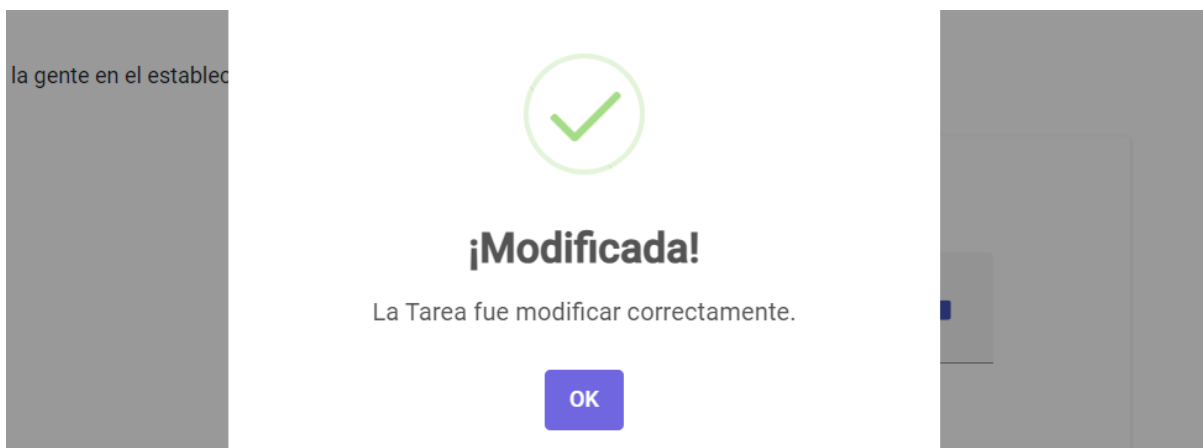 la gente en el establec
¡Modificada!
La Tarea fue modificar correctamente.
OK